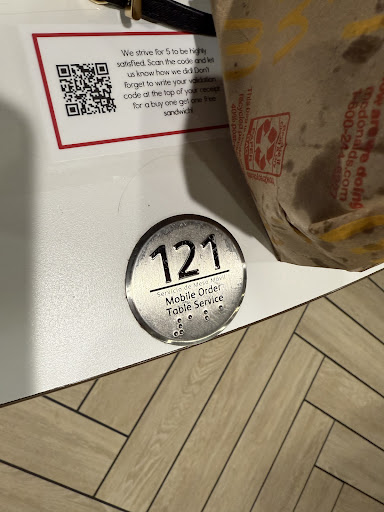 We strive for 5 to be highly
satisfied. Scan the code and let
us know how we did! Don't
forget to write your validation
code at the top of your receipt
for a buy one get one free
sandwich!
121
Servicio de Mesa Móvil
Mobile Order
Table Service
mcdonalds.com